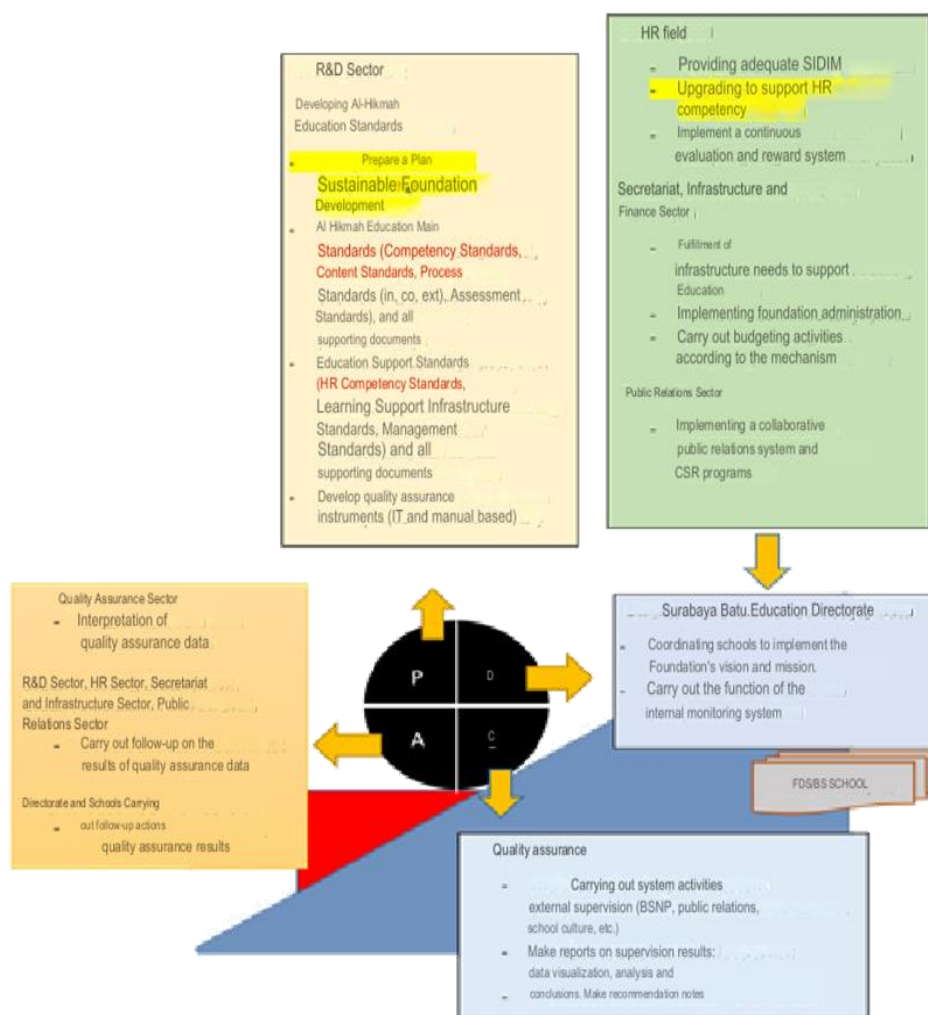 R&D Sector
Developing Al-Hikmah
Education Standards
- Prepare a Plan
Sustainable Foundation
Development
- Al Hikmah Education Main
Standards (Competency Standards,
Content Standards, Process
Standards (in, co, ext), Assessment
Standards), and all
supporting documents
- Education Support Standards
(HR Competency Standards,
Learning Support Infrastructure
Standards, Management
Standards) and all
supporting documents
- Develop quality assurance
instruments (IT and manual based)
HR field
- Providing adequate SIDIM
- Upgrading to support HR
competency
- Implement a continuous
evaluation and reward system
Secretariat, Infrastructure and
Finance Sector
- Fulfillment of
infrastructure needs to support
Education
- Implementing foundation administration
- Carry out budgeting activities
according to the mechanism
Public Relations Sector
- Implementing a collaborative
public relations system and
CSR programs
Quality Assurance Sector
- Interpretation of
quality assurance data
R&D Sector, HR Sector, Secretariat
and Infrastructure Sector, Public
Relations Sector
- Carry out follow-up on the
results of quality assurance data
Directorate and Schools Carrying
- out follow-up actions
quality assurance results
P
D
A
C
Surabaya Batu.Education Directorate
- Coordinating schools to implement the
Foundation's vision and mission.
- Carry out the function of the
internal monitoring system
FDS/BS SCHOOL
Quality assurance
- Carrying out system activities
external supervision (BSNP, public relations,
school culture, etc.)
- Make reports on supervision results:
data visualization, analysis and
- conclusions. Make recommendation notes